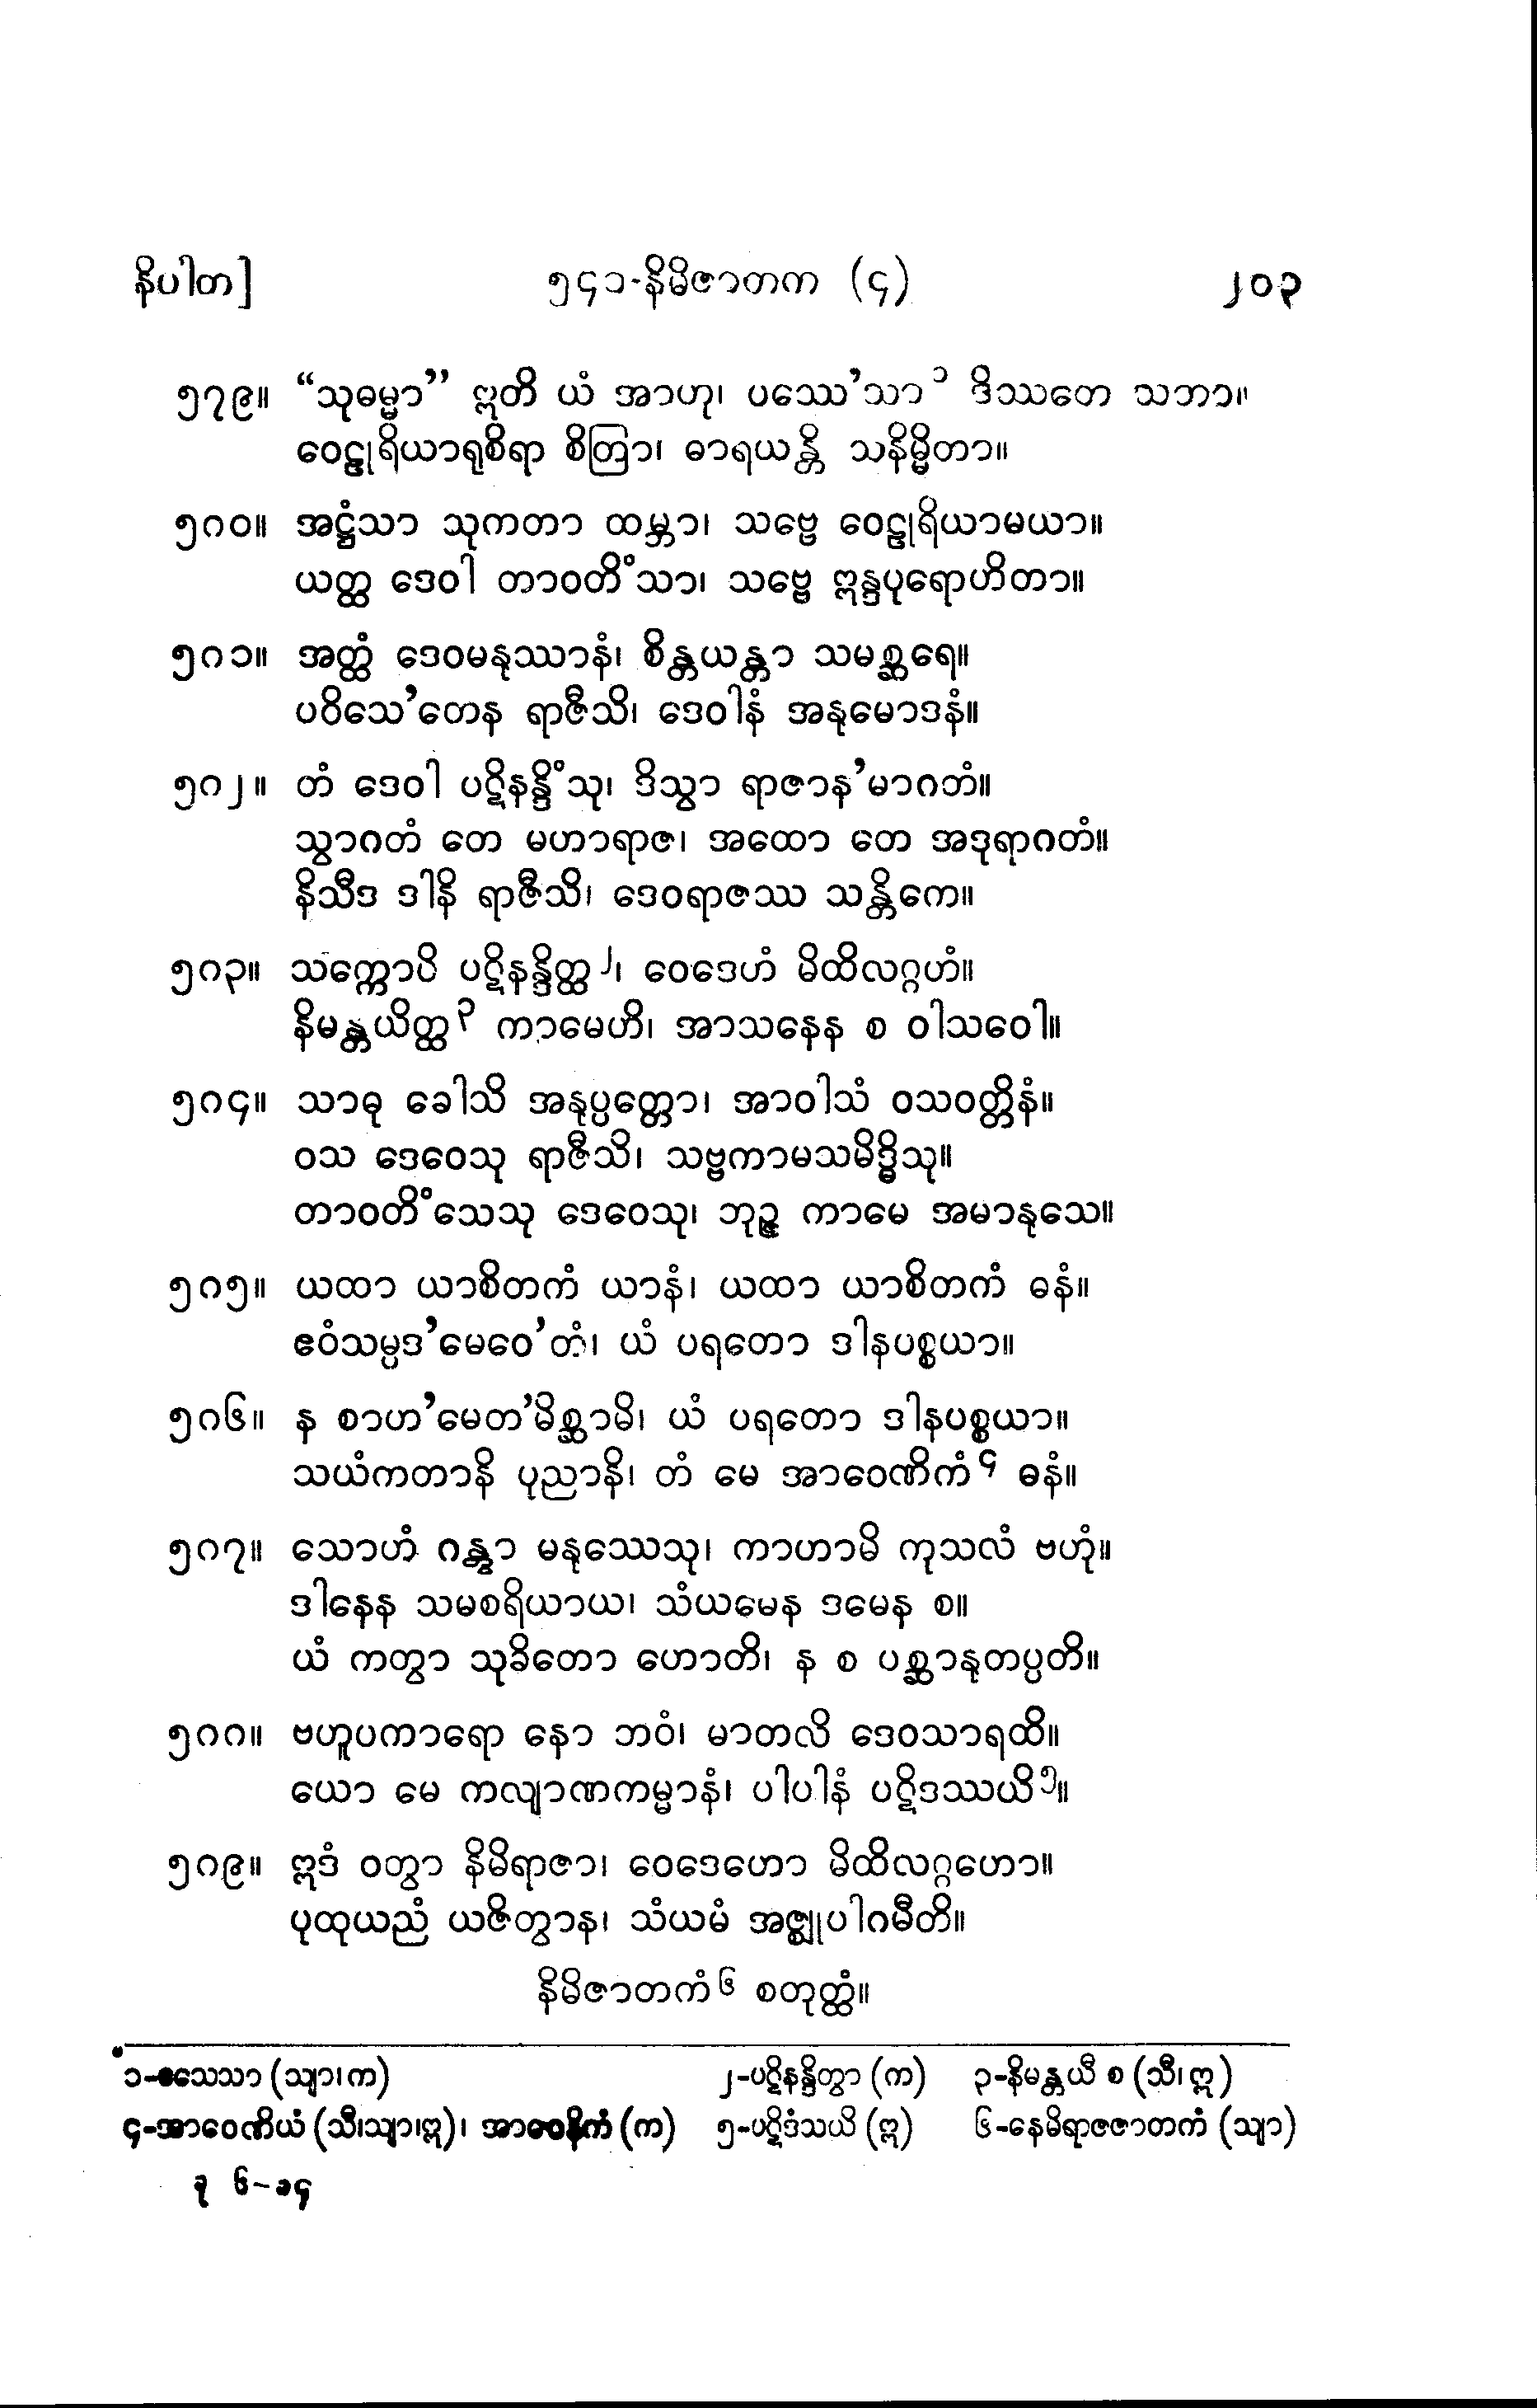 နိပါတ]
၅၄၁-နိမိဇာတက (၄)
၂၀၃
၅၇၉။ “သုဓမ္မာ” ဣတိ ယံ အာဟု၊ ပဿေ’သာ ၁ ဒိဿတေ သဘာ။
ဝေဠုရိယာရုစိရာ စိတြာ၊ ဓာရယန္တိ သနိမ္မိတာ။
၅၈၀။ အဋ္ဌံသာ သုကတာ ထမ္ဘာ၊ သဗ္ဗေ ဝေဠုရိယာမယာ။
ယတ္ထ ဒေဝါ တာဝတိံသာ၊ သဗ္ဗေ ဣန္ဒပုရောဟိတာ။
၅၈၁။ အတ္ထံ ဒေဝမနုဿာနံ၊ စိန္တယန္တာ သမစ္ဆရေ။
ပဝိသေ’တေန ရာဇီသိ၊ ဒေဝါနံ အနုမောဒနံ။
၅၈၂။ တံ ဒေဝါ ပဋိနန္ဒိံသု၊ ဒိသွာ ရာဇာန’မာဂတံ။
သွာဂတံ တေ မဟာရာဇ၊ အထော တေ အဒုရာဂတံ။
နိသီဒ ဒါနိ ရာဇီသိ၊ ဒေဝရာဇဿ သန္တိကေ။
၅၈၃။ သက္ကောပိ ပဋိနန္ဒိတ္ထ ၂၊ ဝေဒေဟံ မိထိလဂ္ဂဟံ။
နိမန္တယိတ္ထ ၃ ကာမေဟိ၊ အာသနေန စ ဝါသဝေါ။
၅၈၄။ သာဓု ခေါသိ အနုပ္ပတ္တော၊ အာဝါသံ ဝသဝတ္တိနံ။
ဝသ ဒေဝေသု ရာဇီသိ၊ သဗ္ဗကာမသမိဒ္ဓိသု။
တာဝတိံသေသု ဒေဝေသု၊ ဘုဉ္ဇ ကာမေ အမာနုသေ။
၅၈၅။ ယထာ ယာစိတကံ ယာနံ၊ ယထာ ယာစိတကံ ဓနံ။
ဧဝံသမ္ပဒ’မေဝေ’တံ၊ ယံ ပရတော ဒါနပစ္စယာ။
၅၈၆။ န စာဟ’မေတ’မိစ္ဆာမိ၊ ယံ ပရတော ဒါနပစ္စယာ။
သယံကတာနိ ပုညာနိ၊ တံ မေ အာဝေဏိကံ ၄ ဓနံ။
၅၈၇။ သောဟံ ဂန္တွာ မနုဿေသု၊ ကာဟာမိ ကုသလံ ဗဟုံ။
ဒါနေန သမစရိယာယ၊ သံယမေန ဒမေန စ။
ယံ ကတွာ သုခိတော ဟောတိ၊ န စ ပစ္ဆာနုတပ္ပတိ။
၅၈၈။ ဗဟူပကာရော နော ဘဝံ၊ မာတလိ ဒေဝသာရထိ။
ယော မေ ကလျာဏကမ္မာနံ၊ ပါပါနံ ပဋိဒဿယိ ၅။
၅၈၉။ ဣဒံ ဝတွာ နိမိရာဇာ၊ ဝေဒေဟော မိထိလဂ္ဂဟော။
ပုထုယညံ ယဇိတွာန၊ သံယမံ အဇ္ဈုပါဂမီတိ။
နိမိဇာတကံ ၆ စတုတ္ထံ။
၁-ဧသေသာ (သျာ၊က) ၂-ပဋိနန္ဒိတွာ (က) ၃-နိမန္တယီ စ (သီ၊ဣ)
၄-အာဝေဏိယံ (သီ၊သျာ၊ဣ)၊ အာဝေနိကံ (က) ၅-ပဋိဒံသယိ (ဣ) ၆-နေမိရာဇဇာတကံ (သျာ)
ခု ၆-၁၄